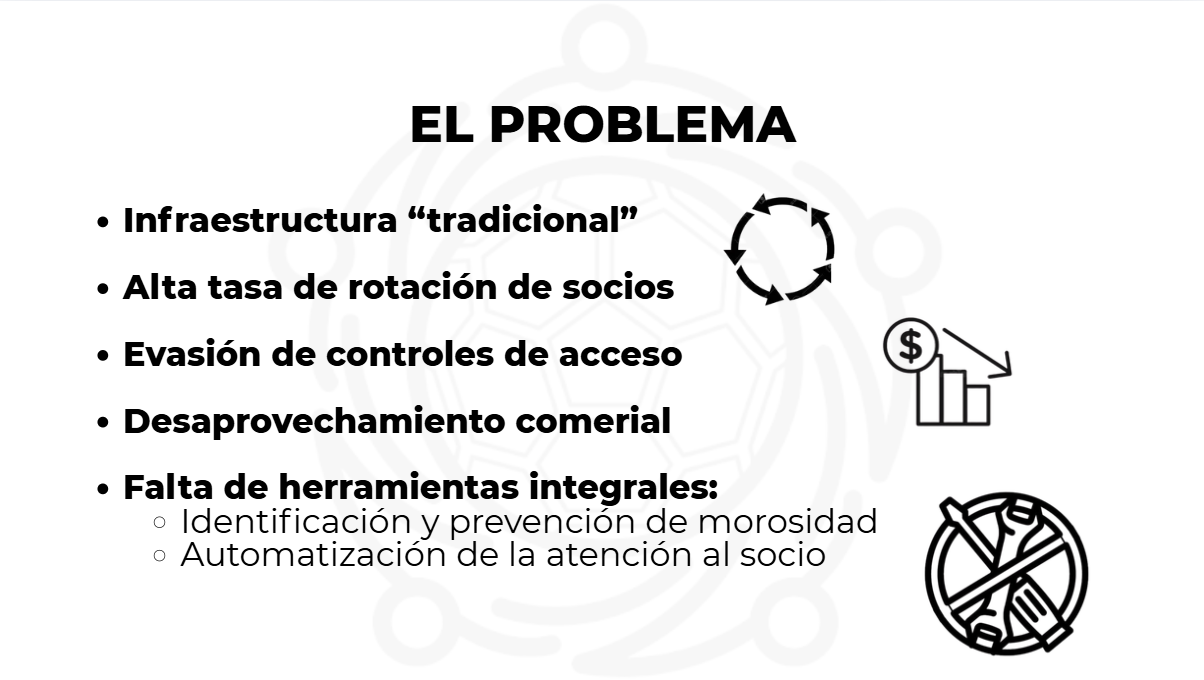 EL PROBLEMA
• Infraestructura “tradicional”
• Alta tasa de rotación de socios
• Evasión de controles de acceso
• Desaprovechamiento comerial
• Falta de herramientas integrales:
○ Identificación y prevención de morosidad
○ Automatización de la atención al socio
$